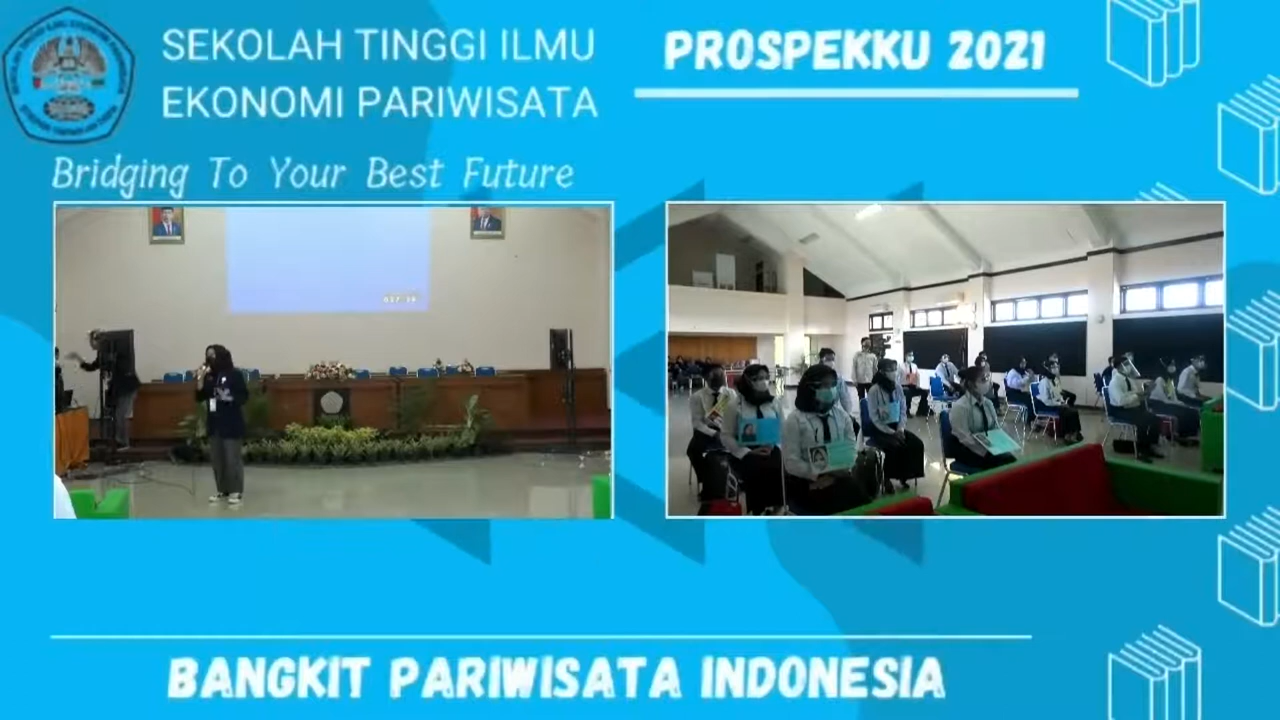 SEKOLAH TINGGI ILMU
EKONOMI PARIWISATA
PROSPEKKU 2021
Bridging To Your Best Future
BANGKIT PARIWISATA INDONESIA